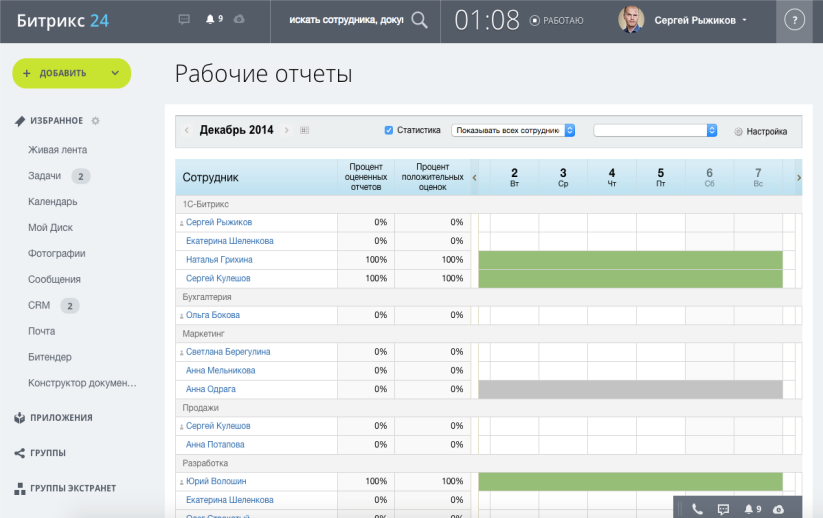 Битрикс 24
9
искать сотрудника, докум
01:08
РАБОТАЮ
Сергей Рыжиков
?
+ ДОБАВИТЬ
Рабочие отчеты
ИЗБРАННОЕ
Живая лента
Задачи 2
Календарь
Мой Диск
Фотографии
Сообщения
CRM 2
Почта
Битендер
Конструктор докумен...
ПРИЛОЖЕНИЯ
ГРУППЫ
ГРУППЫ ЭКСТРАНЕТ
Декабрь 2014
Статистика
Показывать всех сотрудник
Настройка
Сотрудник
Процент оцененных отчетов
Процент положительных оценок
2 Вт
3 Ср
4 Чт
5 Пт
6 Сб
7 Вс
1С-Битрикс
Сергей Рыжиков 0% 0%
Екатерина Шеленкова 0% 0%
Наталья Грихина 100% 100%
Сергей Кулешов 100% 100%
Бухгалтерия
Ольга Бокова 0% 0%
Маркетинг
Светлана Берегулина 0% 0%
Анна Мельникова 0% 0%
Анна Одрага 0% 0%
Продажи
Сергей Кулешов 0% 0%
Анна Потапова 0% 0%
Разработка
Юрий Волошин 100% 100%
Екатерина Шеленкова 0% 0%
9